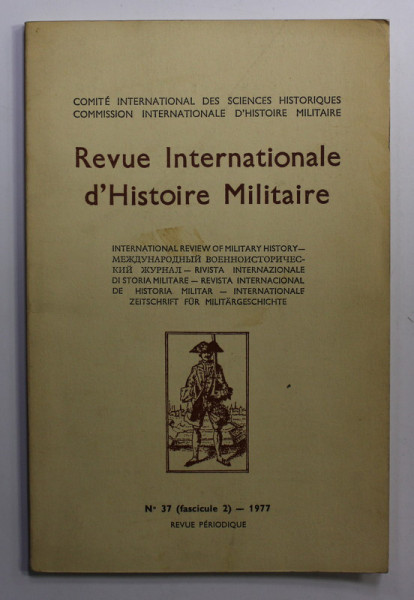 COMITÉ INTERNATIONAL DES SCIENCES HISTORIQUES
COMMISSION INTERNATIONALE D'HISTOIRE MILITAIRE
Revue Internationale
d'Histoire Militaire
INTERNATIONAL REVIEW OF MILITARY HISTORY—
МЕЖДУНАРОДНЫЙ ВОЕННОИСТОРИЧЕС-
КИЙ ЖУРНАЛ — RIVISTA INTERNAZIONALE
DI STORIA MILITARE — REVISTA INTERNACIONAL
DE HISTORIA MILITAR — INTERNATIONALE
ZEITSCHRIFT FÜR MILITÄRGESCHICHTE
N° 37 (fascicule 2) — 1977
REVUE PÉRIODIQUE